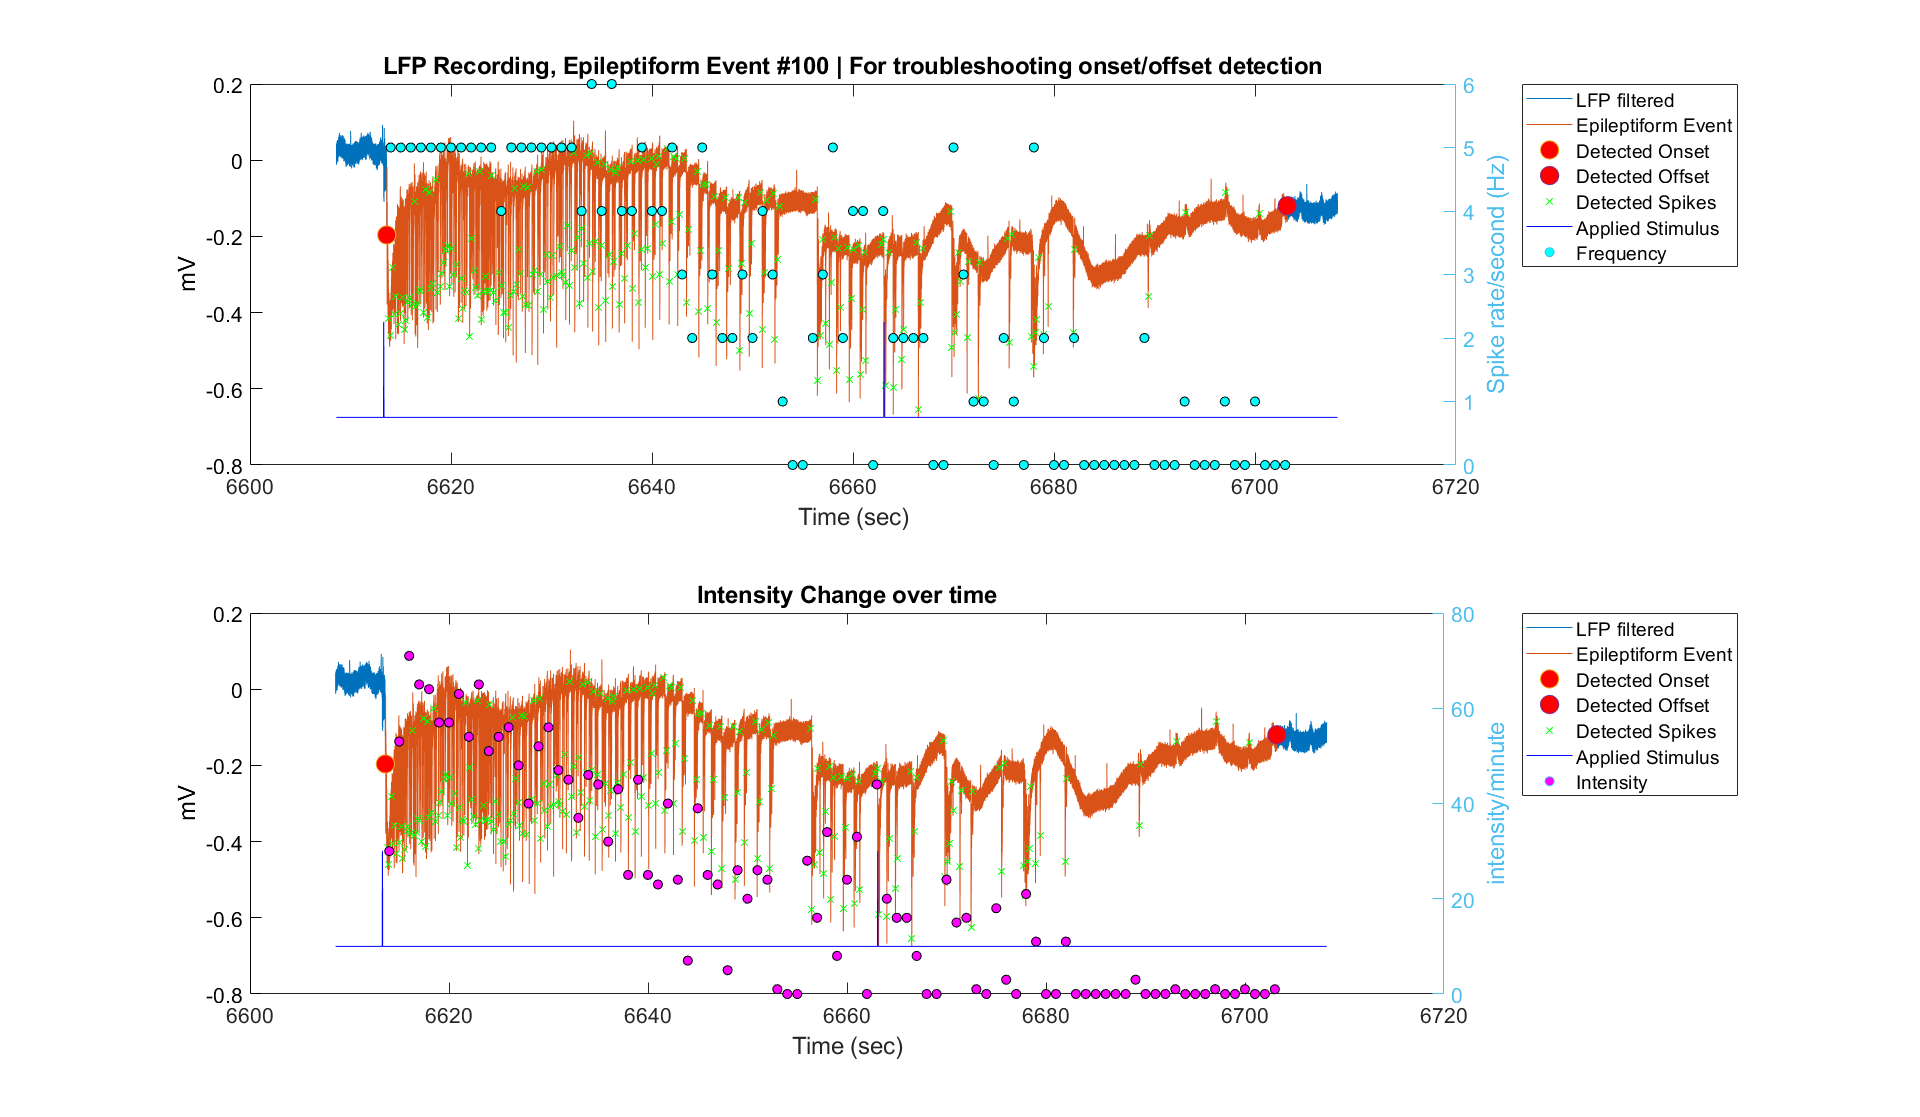 LFP Recording, Epileptiform Event #100 | For troubleshooting onset/offset detection
0.2
0
-0.2
-0.4
-0.6
-0.8
mV
6600
6620
6640
6660
6680
6700
6720
Time (sec)
6
5
4
3
2
1
0
Spike rate/second (Hz)
LFP filtered
Epileptiform Event
Detected Onset
Detected Offset
Detected Spikes
Applied Stimulus
Frequency
Intensity Change over time
0.2
0
-0.2
-0.4
-0.6
-0.8
mV
6600
6620
6640
6660
6680
6700
6720
Time (sec)
80
60
40
20
0
intensity/minute
LFP filtered
Epileptiform Event
Detected Onset
Detected Offset
Detected Spikes
Applied Stimulus
Intensity